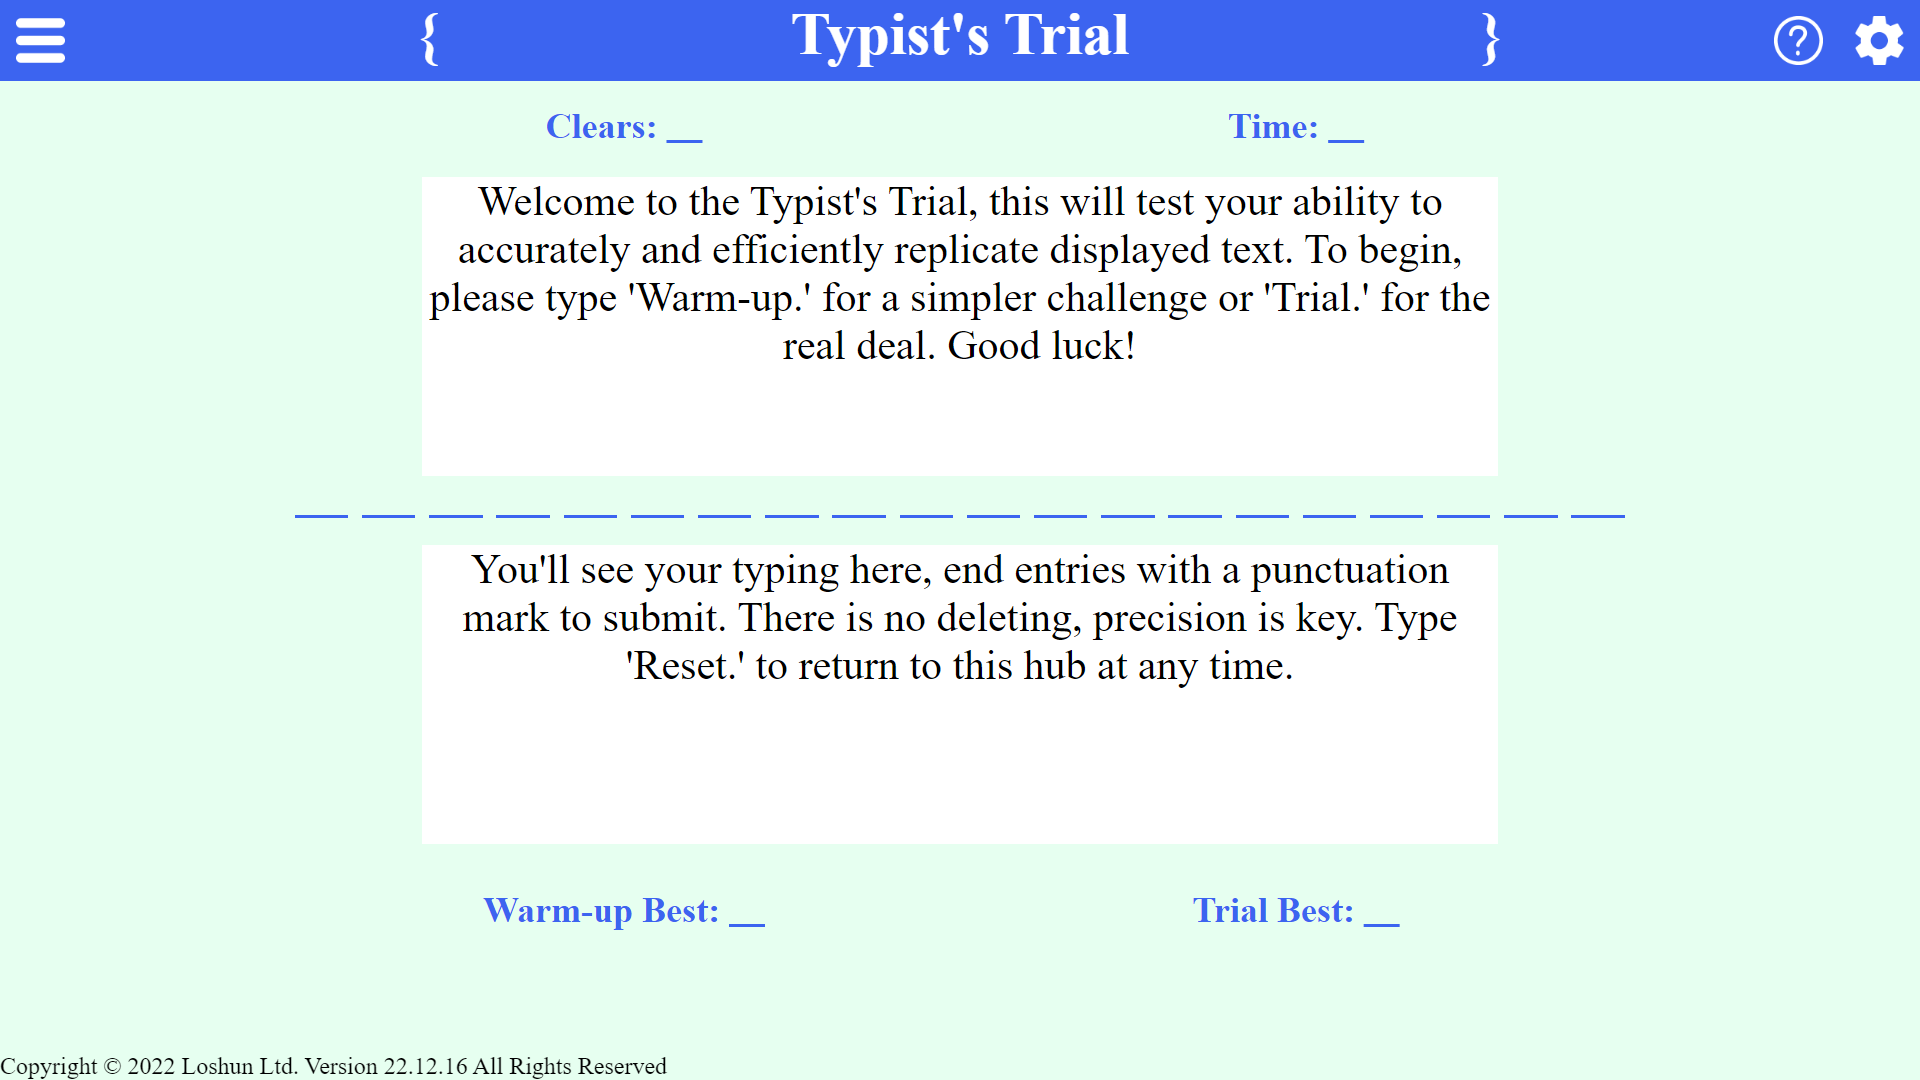 { Typist's Trial }
?
Clears: __ Time: __
Welcome to the Typist's Trial, this will test your ability to
accurately and efficiently replicate displayed text. To begin,
please type 'Warm-up.' for a simpler challenge or 'Trial.' for the
real deal. Good luck!
You'll see your typing here, end entries with a punctuation
mark to submit. There is no deleting, precision is key. Type
'Reset.' to return to this hub at any time.
Warm-up Best: __ Trial Best: __
Copyright © 2022 Loshun Ltd. Version 22.12.16 All Rights Reserved